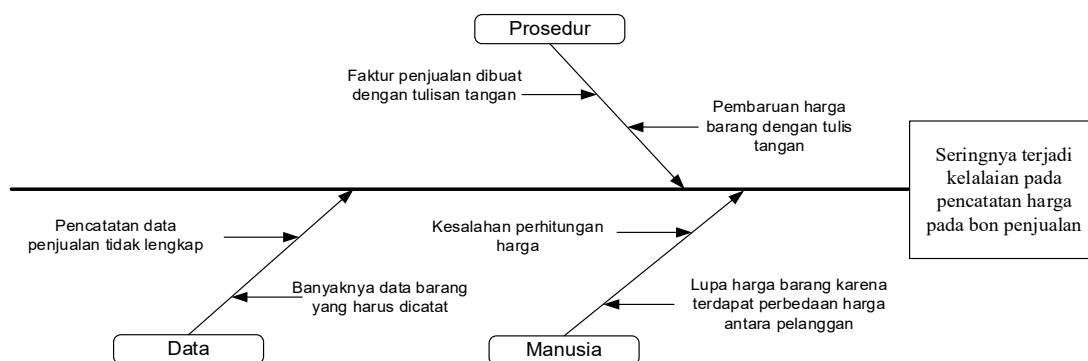 Prosedur
Faktur penjualan dibuat
dengan tulisan tangan
Pembaruan harga
barang dengan tulis
tangan
Seringnya terjadi
kelalaian pada
pencatatan harga
pada bon penjualan
Pencatatan data
penjualan tidak lengkap
Banyaknya data barang
yang harus dicatat
Data
Kesalahan perhitungan
harga
Lupa harga barang karena
terdapat perbedaan harga
antara pelanggan
Manusia